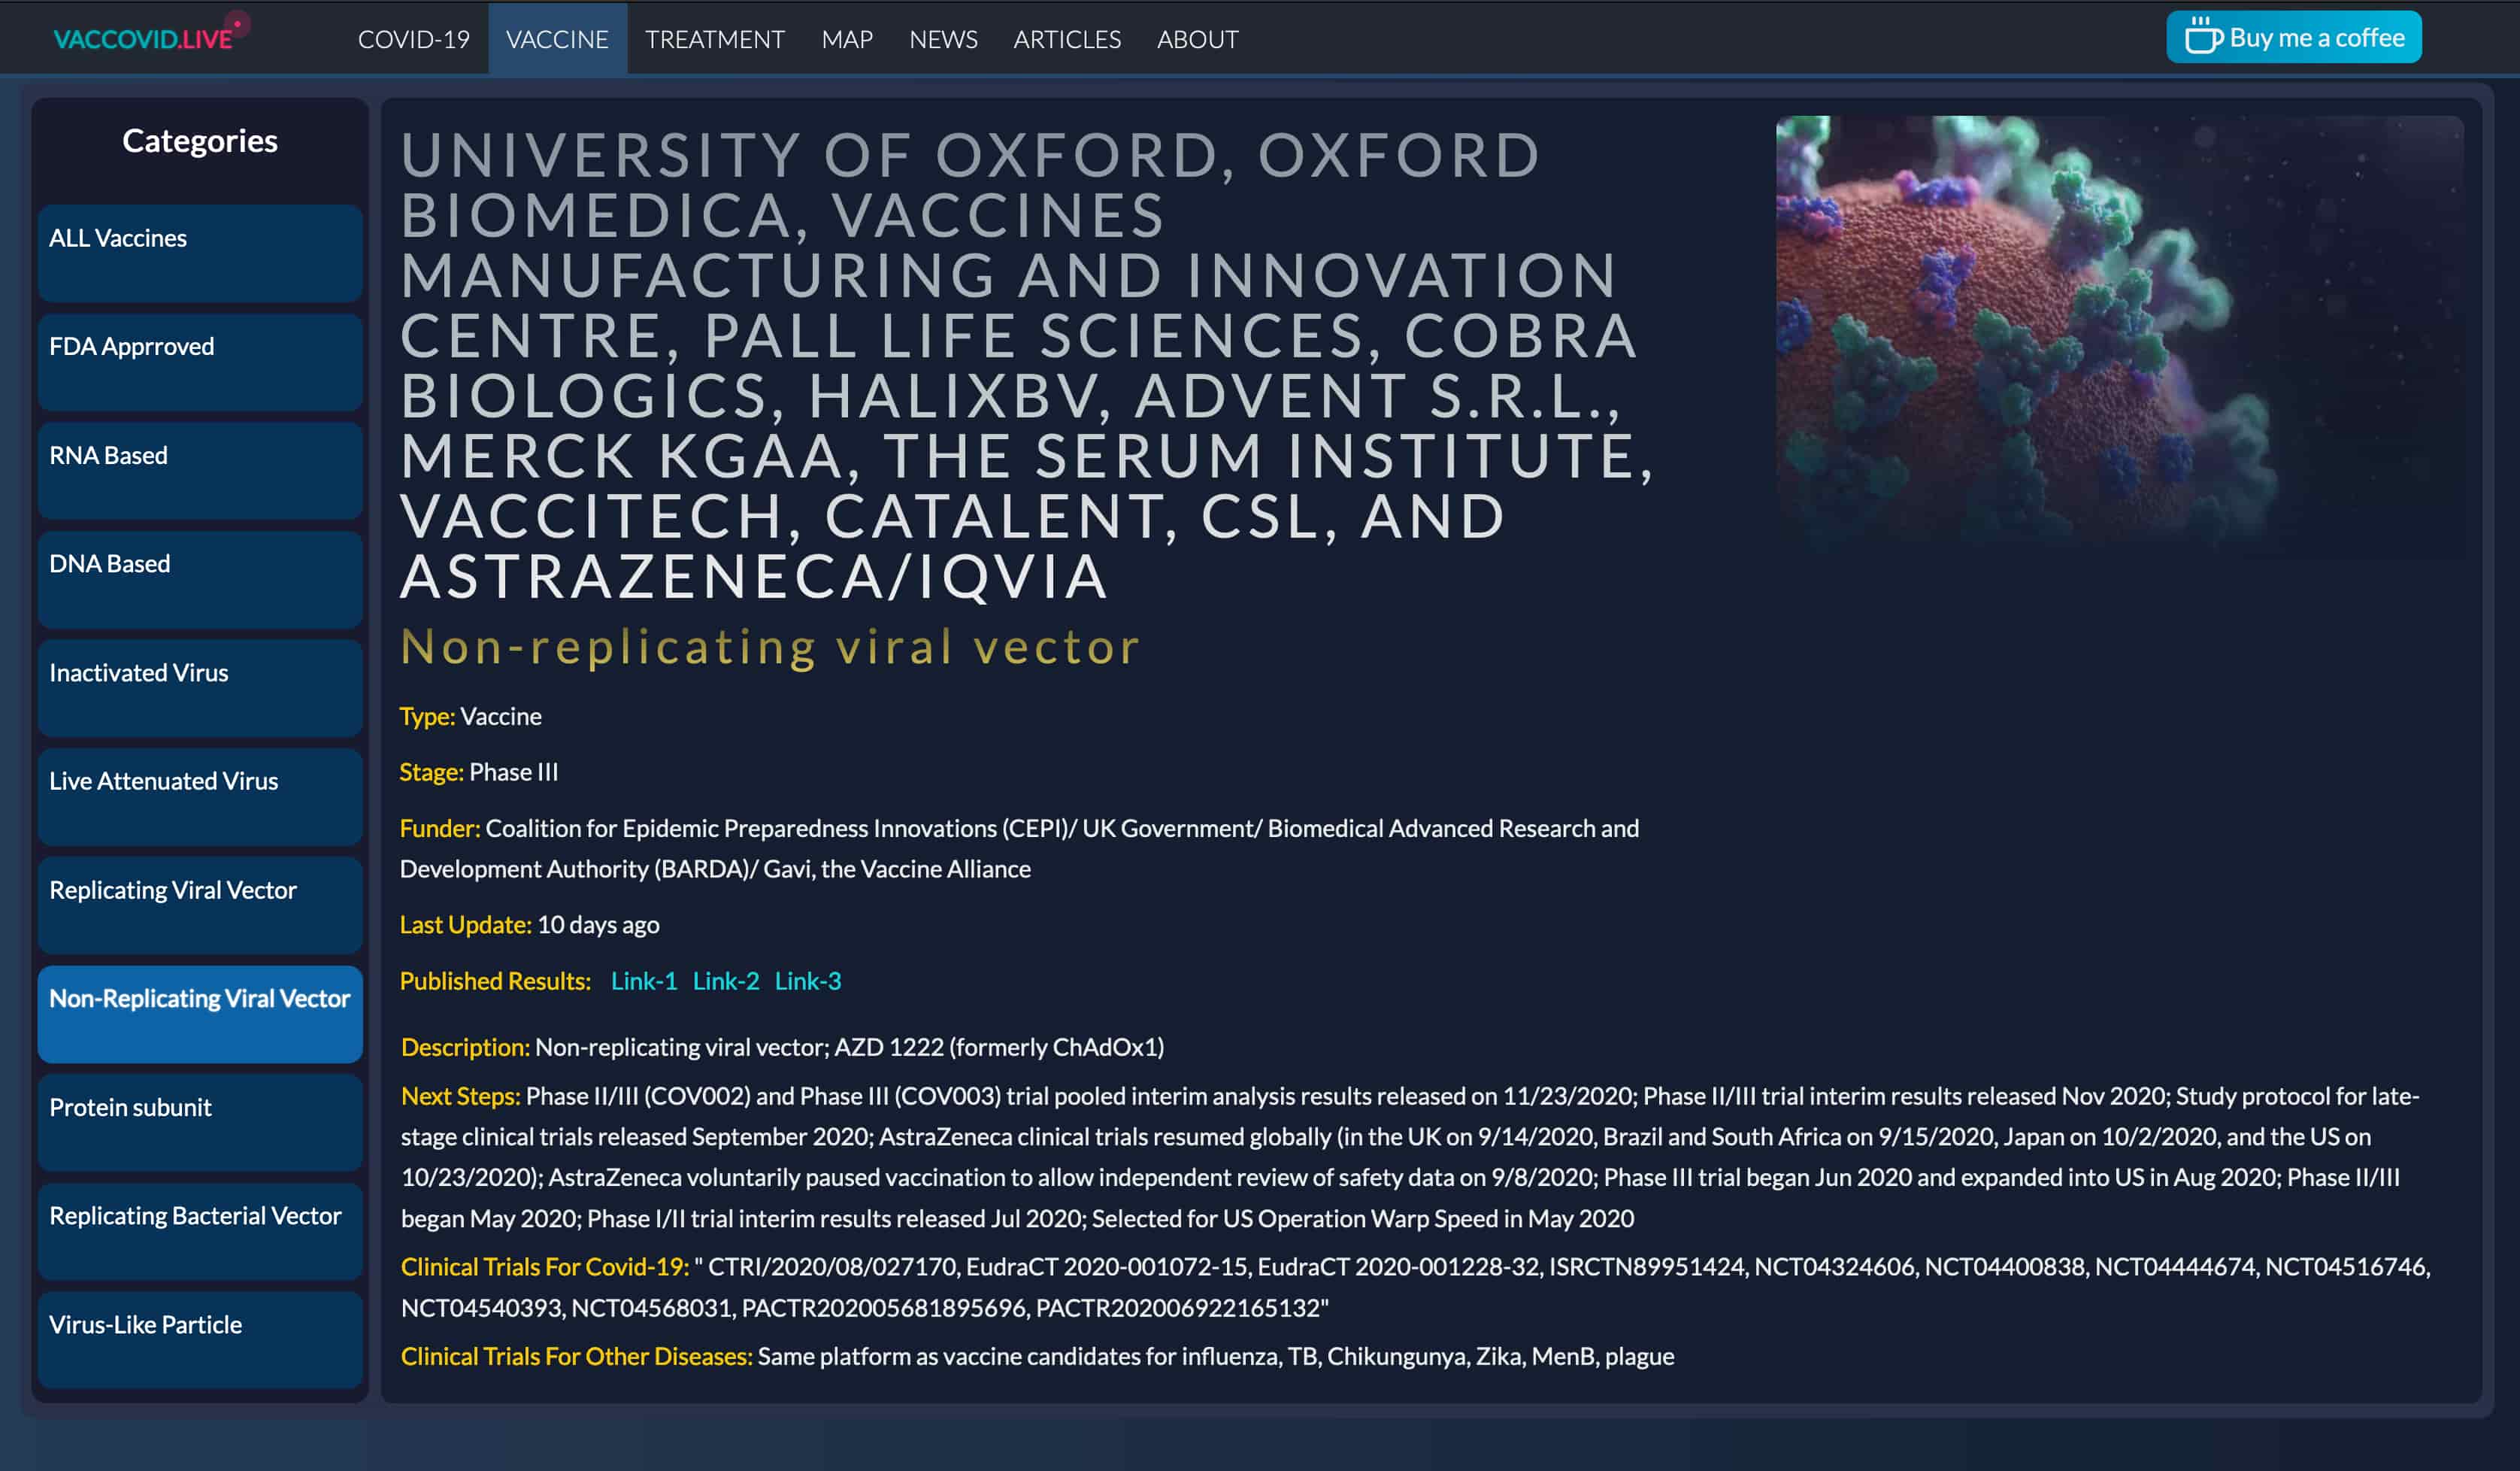 VACCOVID.LIVE
COVID-19
VACCINE
TREATMENT
MAP
NEWS
ARTICLES
ABOUT
Buy me a coffee
Categories
ALL Vaccines
FDA Apprroved
RNA Based
DNA Based
Inactivated Virus
Live Attenuated Virus
Replicating Viral Vector
Non-Replicating Viral Vector
Protein subunit
Replicating Bacterial Vector
Virus-Like Particle
UNIVERSITY OF OXFORD, OXFORD
BIOMEDICA, VACCINES
MANUFACTURING AND INNOVATION
CENTRE, PALL LIFE SCIENCES, COBRA
BIOLOGICS, HALIXBV, ADVENT S.R.L.,
MERCK KGAA, THE SERUM INSTITUTE,
VACCITECH, CATALENT, CSL, AND
ASTRAZENECA/IQVIA
Non-replicating viral vector
Type: Vaccine
Stage: Phase III
Funder: Coalition for Epidemic Preparedness Innovations (CEPI)/ UK Government/ Biomedical Advanced Research and
Development Authority (BARDA)/ Gavi, the Vaccine Alliance
Last Update: 10 days ago
Published Results: Link-1 Link-2 Link-3
Description: Non-replicating viral vector; AZD 1222 (formerly ChAdOx1)
Next Steps: Phase II/III (COV002) and Phase III (COV003) trial pooled interim analysis results released on 11/23/2020; Phase II/III trial interim results released Nov 2020; Study protocol for late-
stage clinical trials released September 2020; AstraZeneca clinical trials resumed globally (in the UK on 9/14/2020, Brazil and South Africa on 9/15/2020, Japan on 10/2/2020, and the US on
10/23/2020); AstraZeneca voluntarily paused vaccination to allow independent review of safety data on 9/8/2020; Phase III trial began Jun 2020 and expanded into US in Aug 2020; Phase II/III
began May 2020; Phase I/II trial interim results released Jul 2020; Selected for US Operation Warp Speed in May 2020
Clinical Trials For Covid-19: " CTRI/2020/08/027170, EudraCT 2020-001072-15, EudraCT 2020-001228-32, ISRCTN89951424, NCT04324606, NCT04400838, NCT04444674, NCT04516746,
NCT04540393, NCT04568031, PACTR202005681895696, PACTR202006922165132"
Clinical Trials For Other Diseases: Same platform as vaccine candidates for influenza, TB, Chikungunya, Zika, MenB, plague